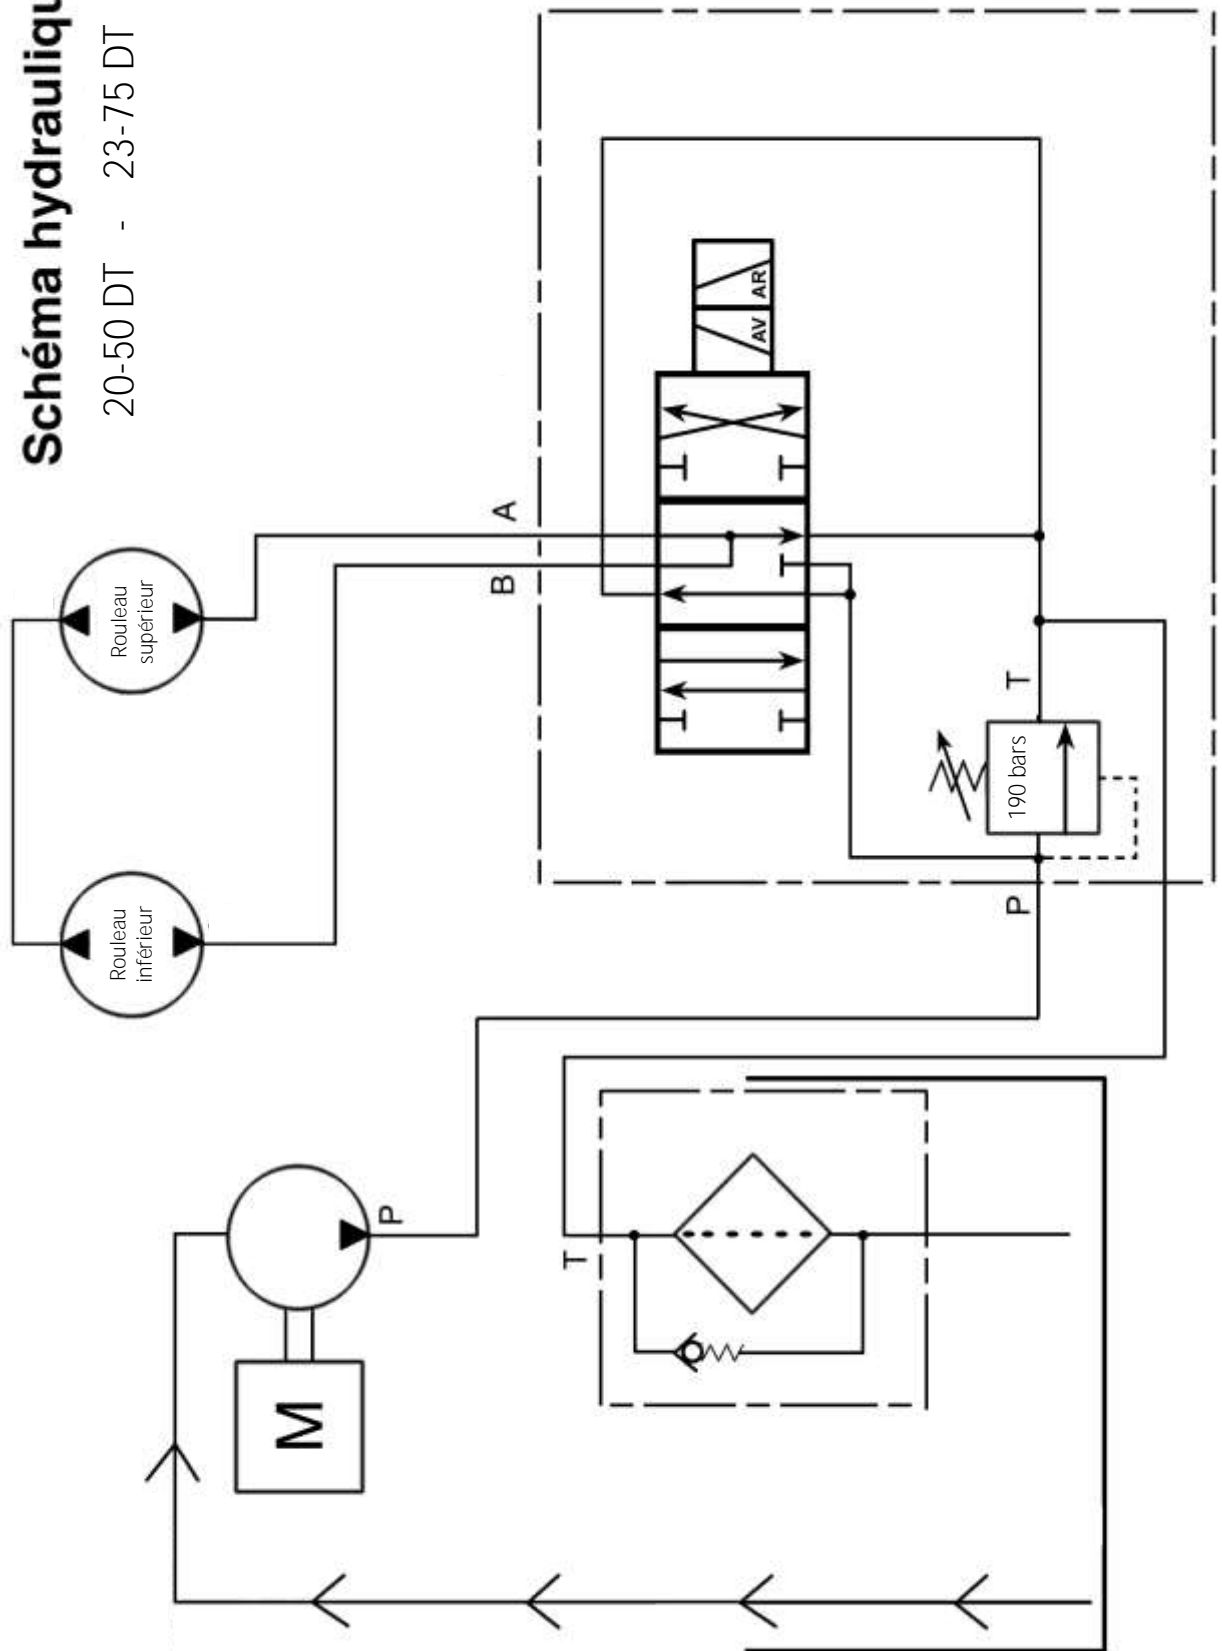 Schéma hydrauliqu
20-50 DT - 23-75 DT
Rouleau
supérieur
Rouleau
inférieur
A
B
AV
AR
T
190 bars
P
P
T
M